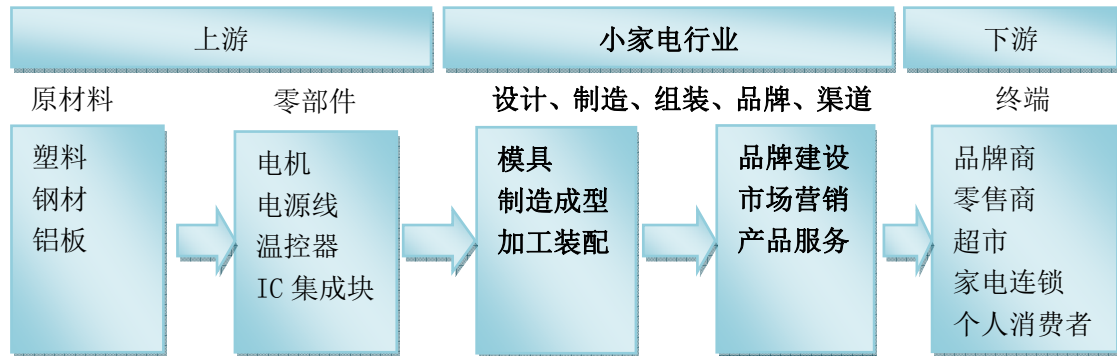 上游
小家电行业
下游
原材料
零部件
设计、制造、组装、品牌、渠道
终端
塑料
钢材
铝板
电机
电源线
温控器
IC 集成块
模具
制造成型
加工装配
品牌建设
市场营销
产品服务
品牌商
零售商
超市
家电连锁
个人消费者